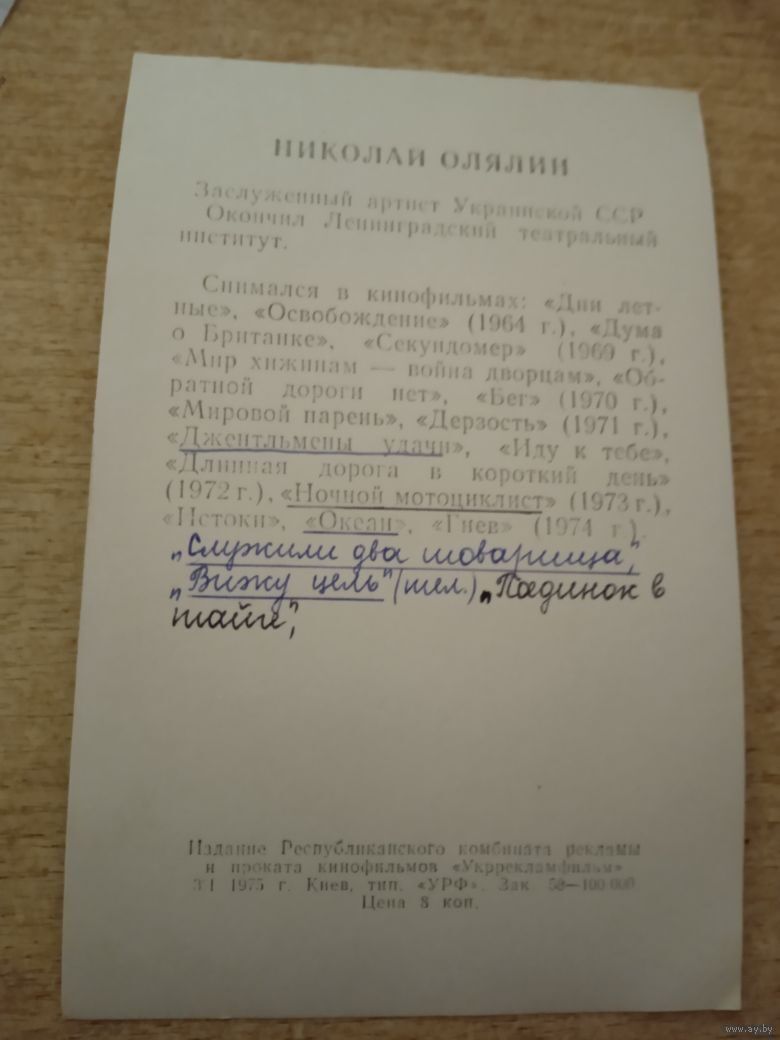 НИКОЛАЙ ОЛЯЛИН
Заслуженный артист Украинской ССР
Окончил Ленинградский театральный
институт.
Снимался в кинофильмах: «Дни лет-
ные», «Освобождение» (1964 г.), «Дума
о Британке», «Секундомер» (1969 г.),
«Мир хижинам — война дворцам», «Об-
ратной дороги нет», «Бег» (1970 г.),
«Мировой парень», «Дерзость» (1971 г.),
«Джентльмены удачи», «Иду к тебе»,
«Длинная дорога в короткий день»
(1972 г.), «Ночной мотоциклист» (1973 г.),
«Истоки», «Океан», «Гнев» (1974 г.).
„Служили два товарища",
„Вижу цель" (тел.) „Паединок в
тайге",
Издание Республиканского комбината рекламы
и проката кинофильмов «Укррекламфильм»
1975 г. Киев, тип. «УРФ». Зак. 58—100 000
Цена 8 коп.
www.ay.by